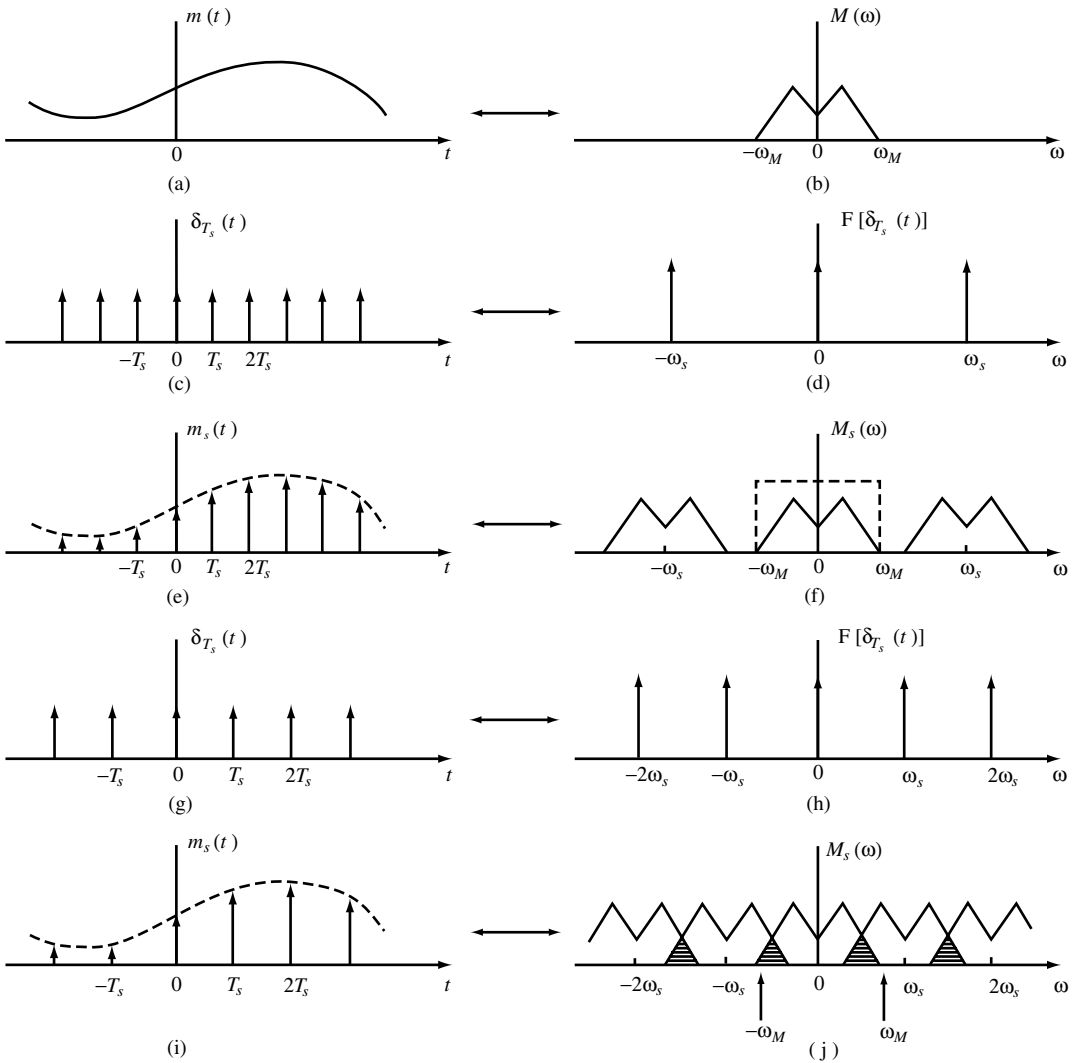 m (t) M (ω)
0 t −ω_M 0 ω_M ω
(a) (b)
δ_{T_s} (t) F [δ_{T_s} (t)]
−T_s 0 T_s 2T_s t −ω_s 0 ω_s ω
(c) (d)
m_s (t) M_s (ω)
−T_s 0 T_s 2T_s t −ω_s −ω_M 0 ω_M ω_s ω
(e) (f)
δ_{T_s} (t) F [δ_{T_s} (t)]
−T_s 0 T_s 2T_s t −2ω_s −ω_s 0 ω_s 2ω_s ω
(g) (h)
m_s (t) M_s (ω)
−T_s 0 T_s 2T_s t −2ω_s −ω_s 0 ω_s 2ω_s ω
−ω_M ω_M
(i) (j)